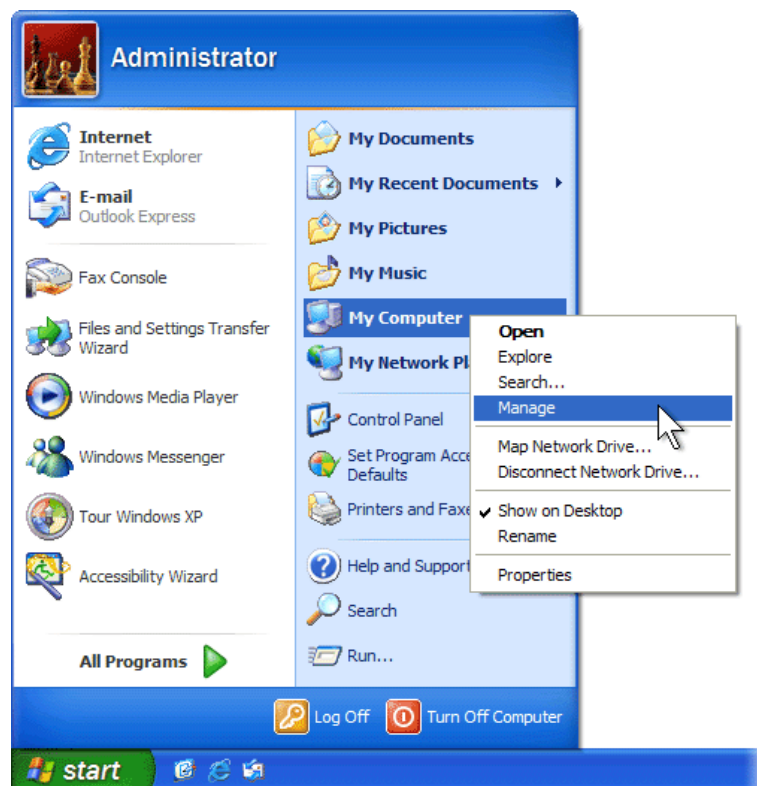 Administrator
Internet
Internet Explorer
E-mail
Outlook Express
Fax Console
Files and Settings Transfer
Wizard
Windows Media Player
Windows Messenger
Tour Windows XP
Accessibility Wizard
All Programs
My Documents
My Recent Documents
My Pictures
My Music
My Computer
My Network Pl
Control Panel
Set Program Acce
Defaults
Printers and Faxe
Help and Support
Search
Run...
Open
Explore
Search...
Manage
Map Network Drive...
Disconnect Network Drive...
Show on Desktop
Rename
Properties
Log Off
Turn Off Computer
start